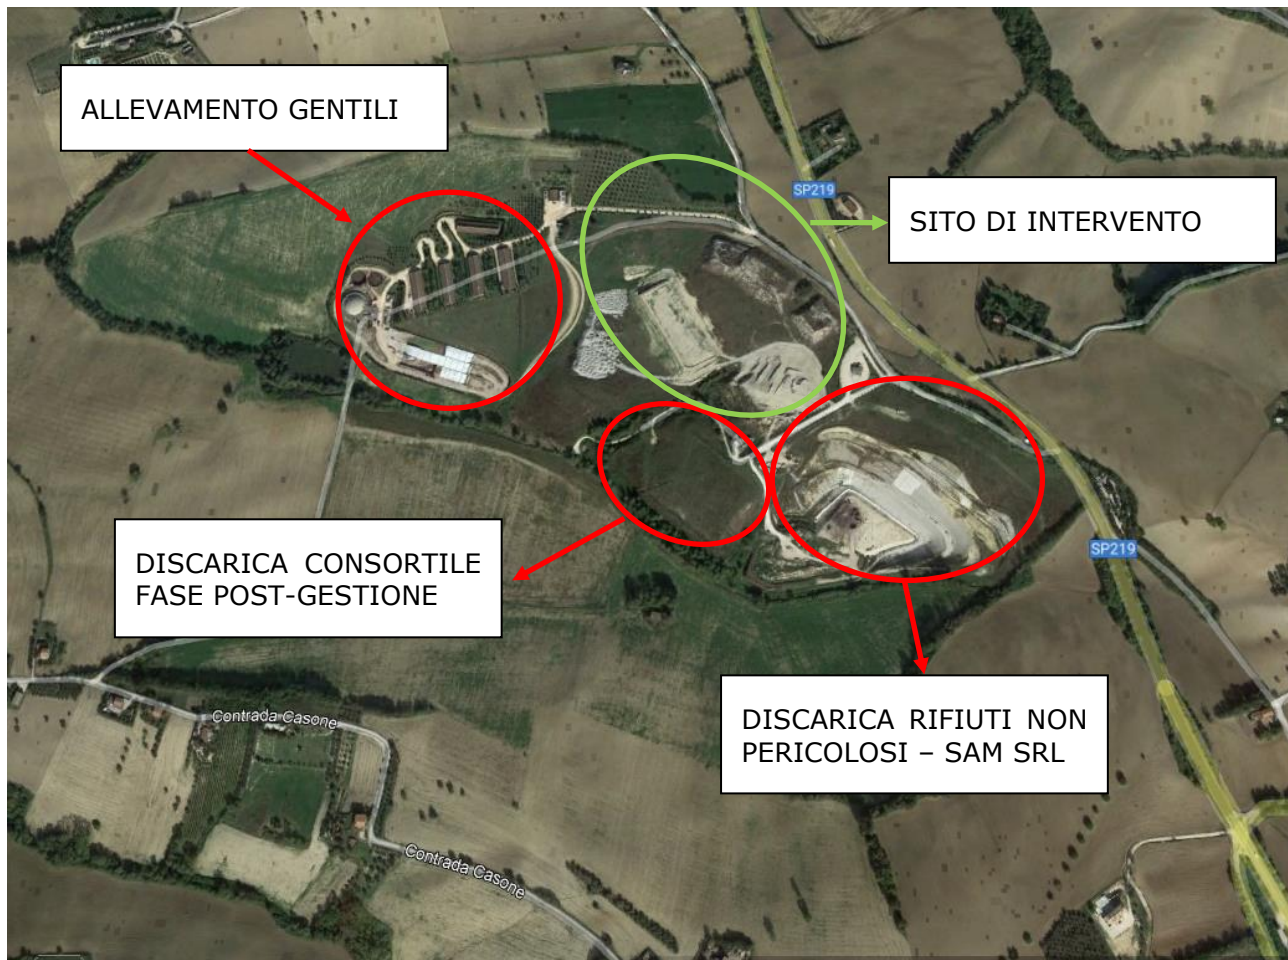 ALLEVAMENTO GENTILI
SP219
SITO DI INTERVENTO
SP219
DISCARICA CONSORTILE
FASE POST-GESTIONE
DISCARICA RIFIUTI NON
PERICOLOSI – SAM SRL
Contrada Casone
Contrada Casone